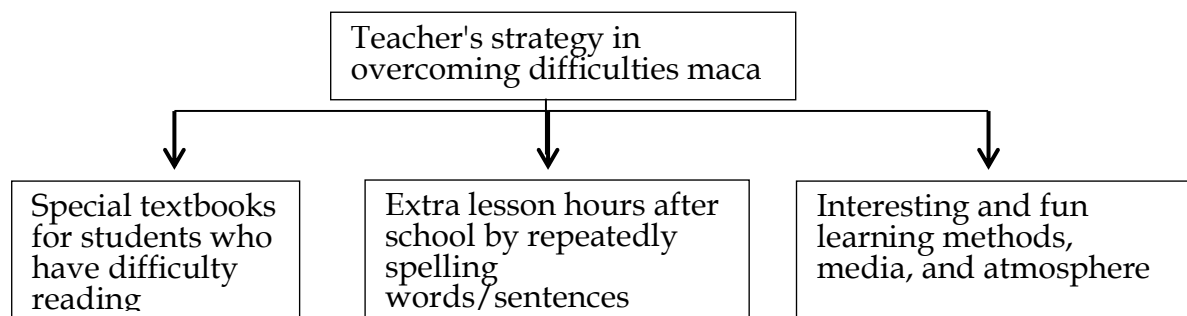 Teacher's strategy in
overcoming difficulties maca
Special textbooks
for students who
have difficulty
reading
Extra lesson hours after
school by repeatedly
spelling
words/sentences
Interesting and fun
learning methods,
media, and atmosphere